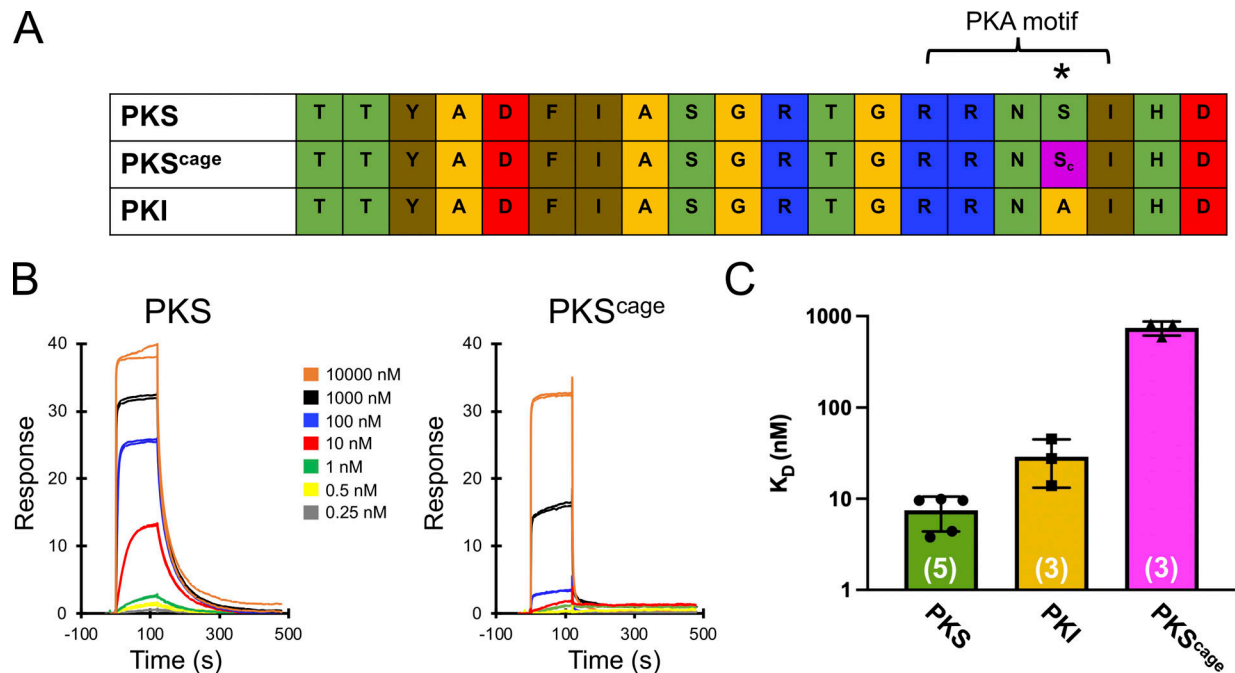 A
PKA motif
*
PKS T T Y A D F I A S G R T G R R N S I H D
PKScage T T Y A D F I A S G R T G R R N Sc I H D
PKI T T Y A D F I A S G R T G R R N A I H D
B
PKS
40
30
20
10
0
Response
-100 100 300 500
Time (s)
10000 nM
1000 nM
100 nM
10 nM
1 nM
0.5 nM
0.25 nM
PKScage
40
30
20
10
0
Response
-100 100 300 500
Time (s)
C
1000
100
10
1
KD (nM)
(5) (3) (3)
PKS PKI PKScage